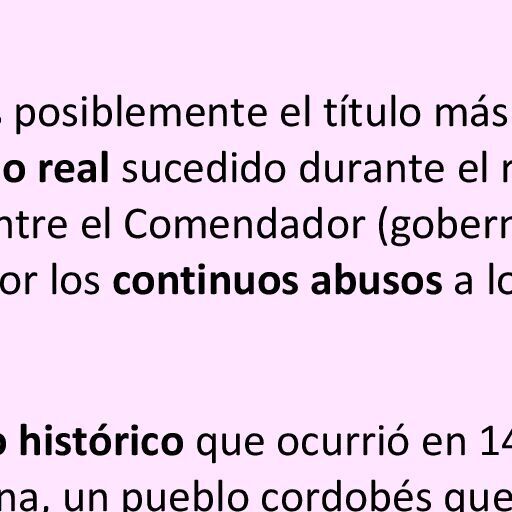 s posiblemente el título más
o real sucedido durante el r
ntre el Comendador (gobern
or los continuos abusos a lo
o histórico que ocurrió en 14
na, un pueblo cordobés que